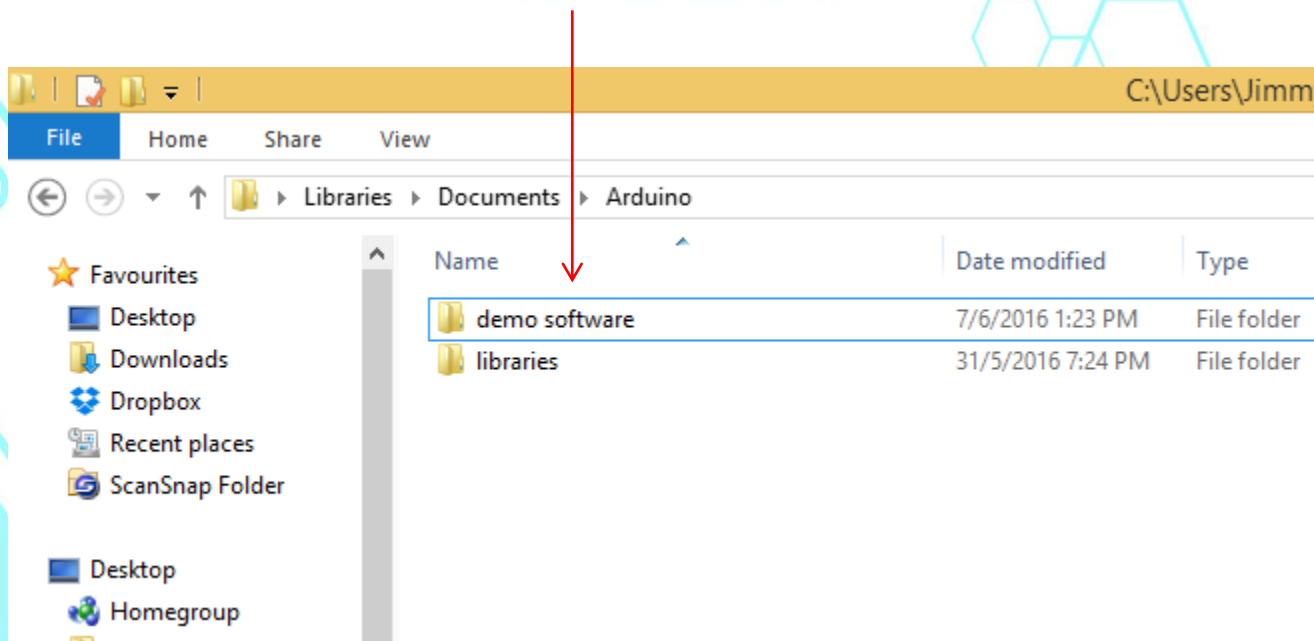 C:\Users\Jimm
File Home Share View
Libraries Documents Arduino
Favourites
Desktop
Downloads
Dropbox
Recent places
ScanSnap Folder
Desktop
Homegroup
Name Date modified Type
demo software 7/6/2016 1:23 PM File folder
libraries 31/5/2016 7:24 PM File folder